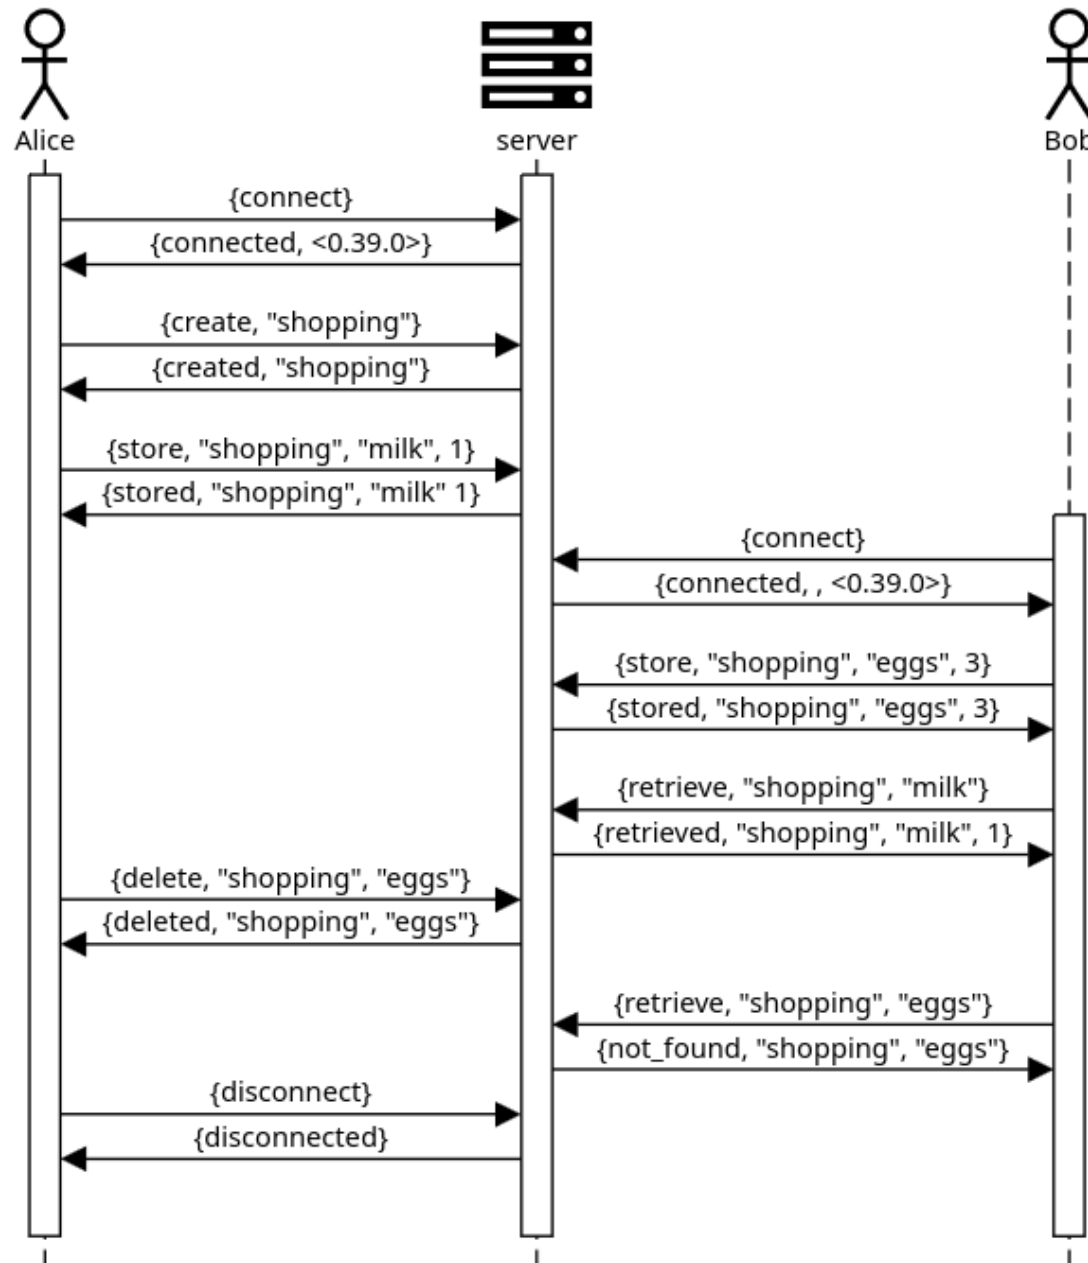 Alice
server
Bob
{connect}
{connected, <0.39.0>}
{create, "shopping"}
{created, "shopping"}
{store, "shopping", "milk", 1}
{stored, "shopping", "milk" 1}
{connect}
{connected, , <0.39.0>}
{store, "shopping", "eggs", 3}
{stored, "shopping", "eggs", 3}
{retrieve, "shopping", "milk"}
{retrieved, "shopping", "milk", 1}
{delete, "shopping", "eggs"}
{deleted, "shopping", "eggs"}
{retrieve, "shopping", "eggs"}
{not_found, "shopping", "eggs"}
{disconnect}
{disconnected}